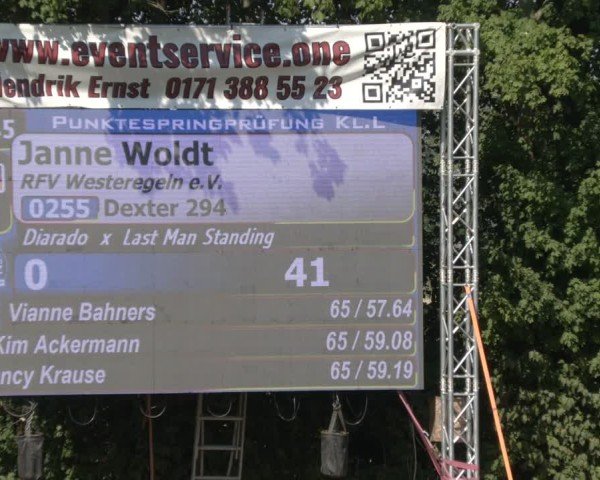 www.eventservice.one
Hendrik Ernst 0171 388 55 23
Punktespringprüfung Kl.L
Janne Woldt
RFV Westeregeln e.V.
0255 Dexter 294
Diarado x Last Man Standing
0 41
Vianne Bahners 65 / 57.64
Kim Ackermann 65 / 59.08
ncy Krause 65 / 59.19